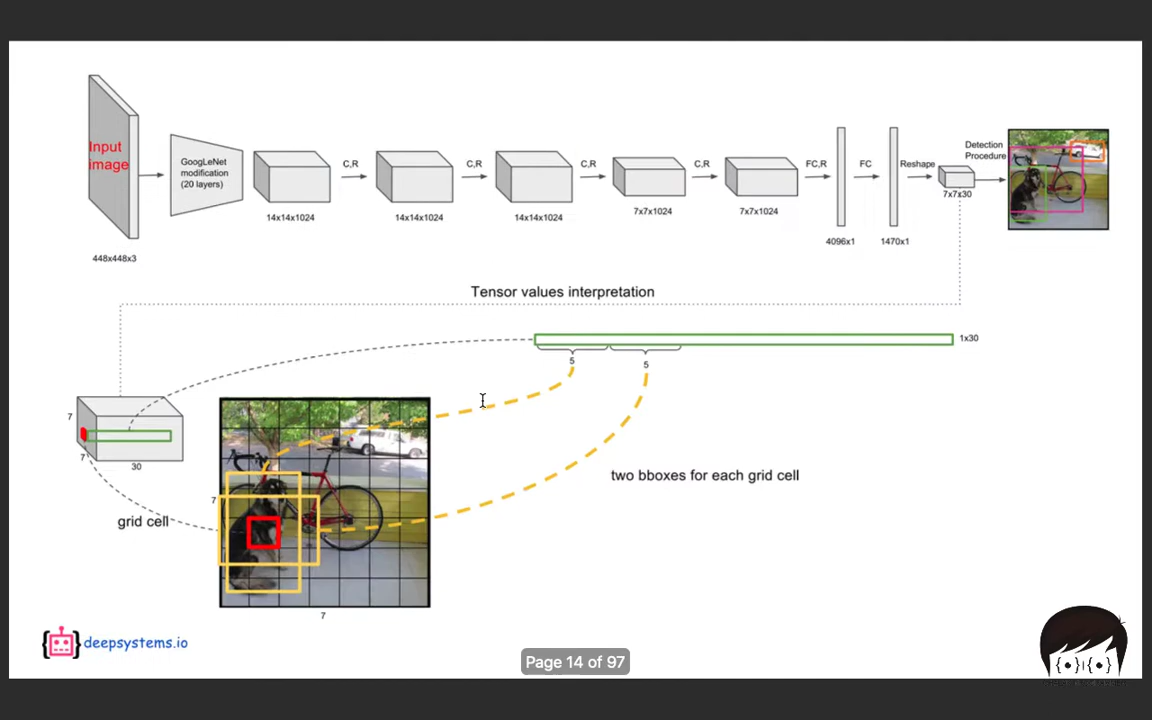 Input
image
GoogLeNet
modification
(20 layers)
C,R
C,R
C,R
C,R
FC,R
FC
Reshape
Detection
Procedure
448x448x3
14x14x1024
14x14x1024
14x14x1024
7x7x1024
7x7x1024
4096x1
1470x1
7x7x30
Tensor values interpretation
1x30
5
5
7
7
30
grid cell
7
7
two bboxes for each grid cell
deepsystems.io
Page 14 of 97